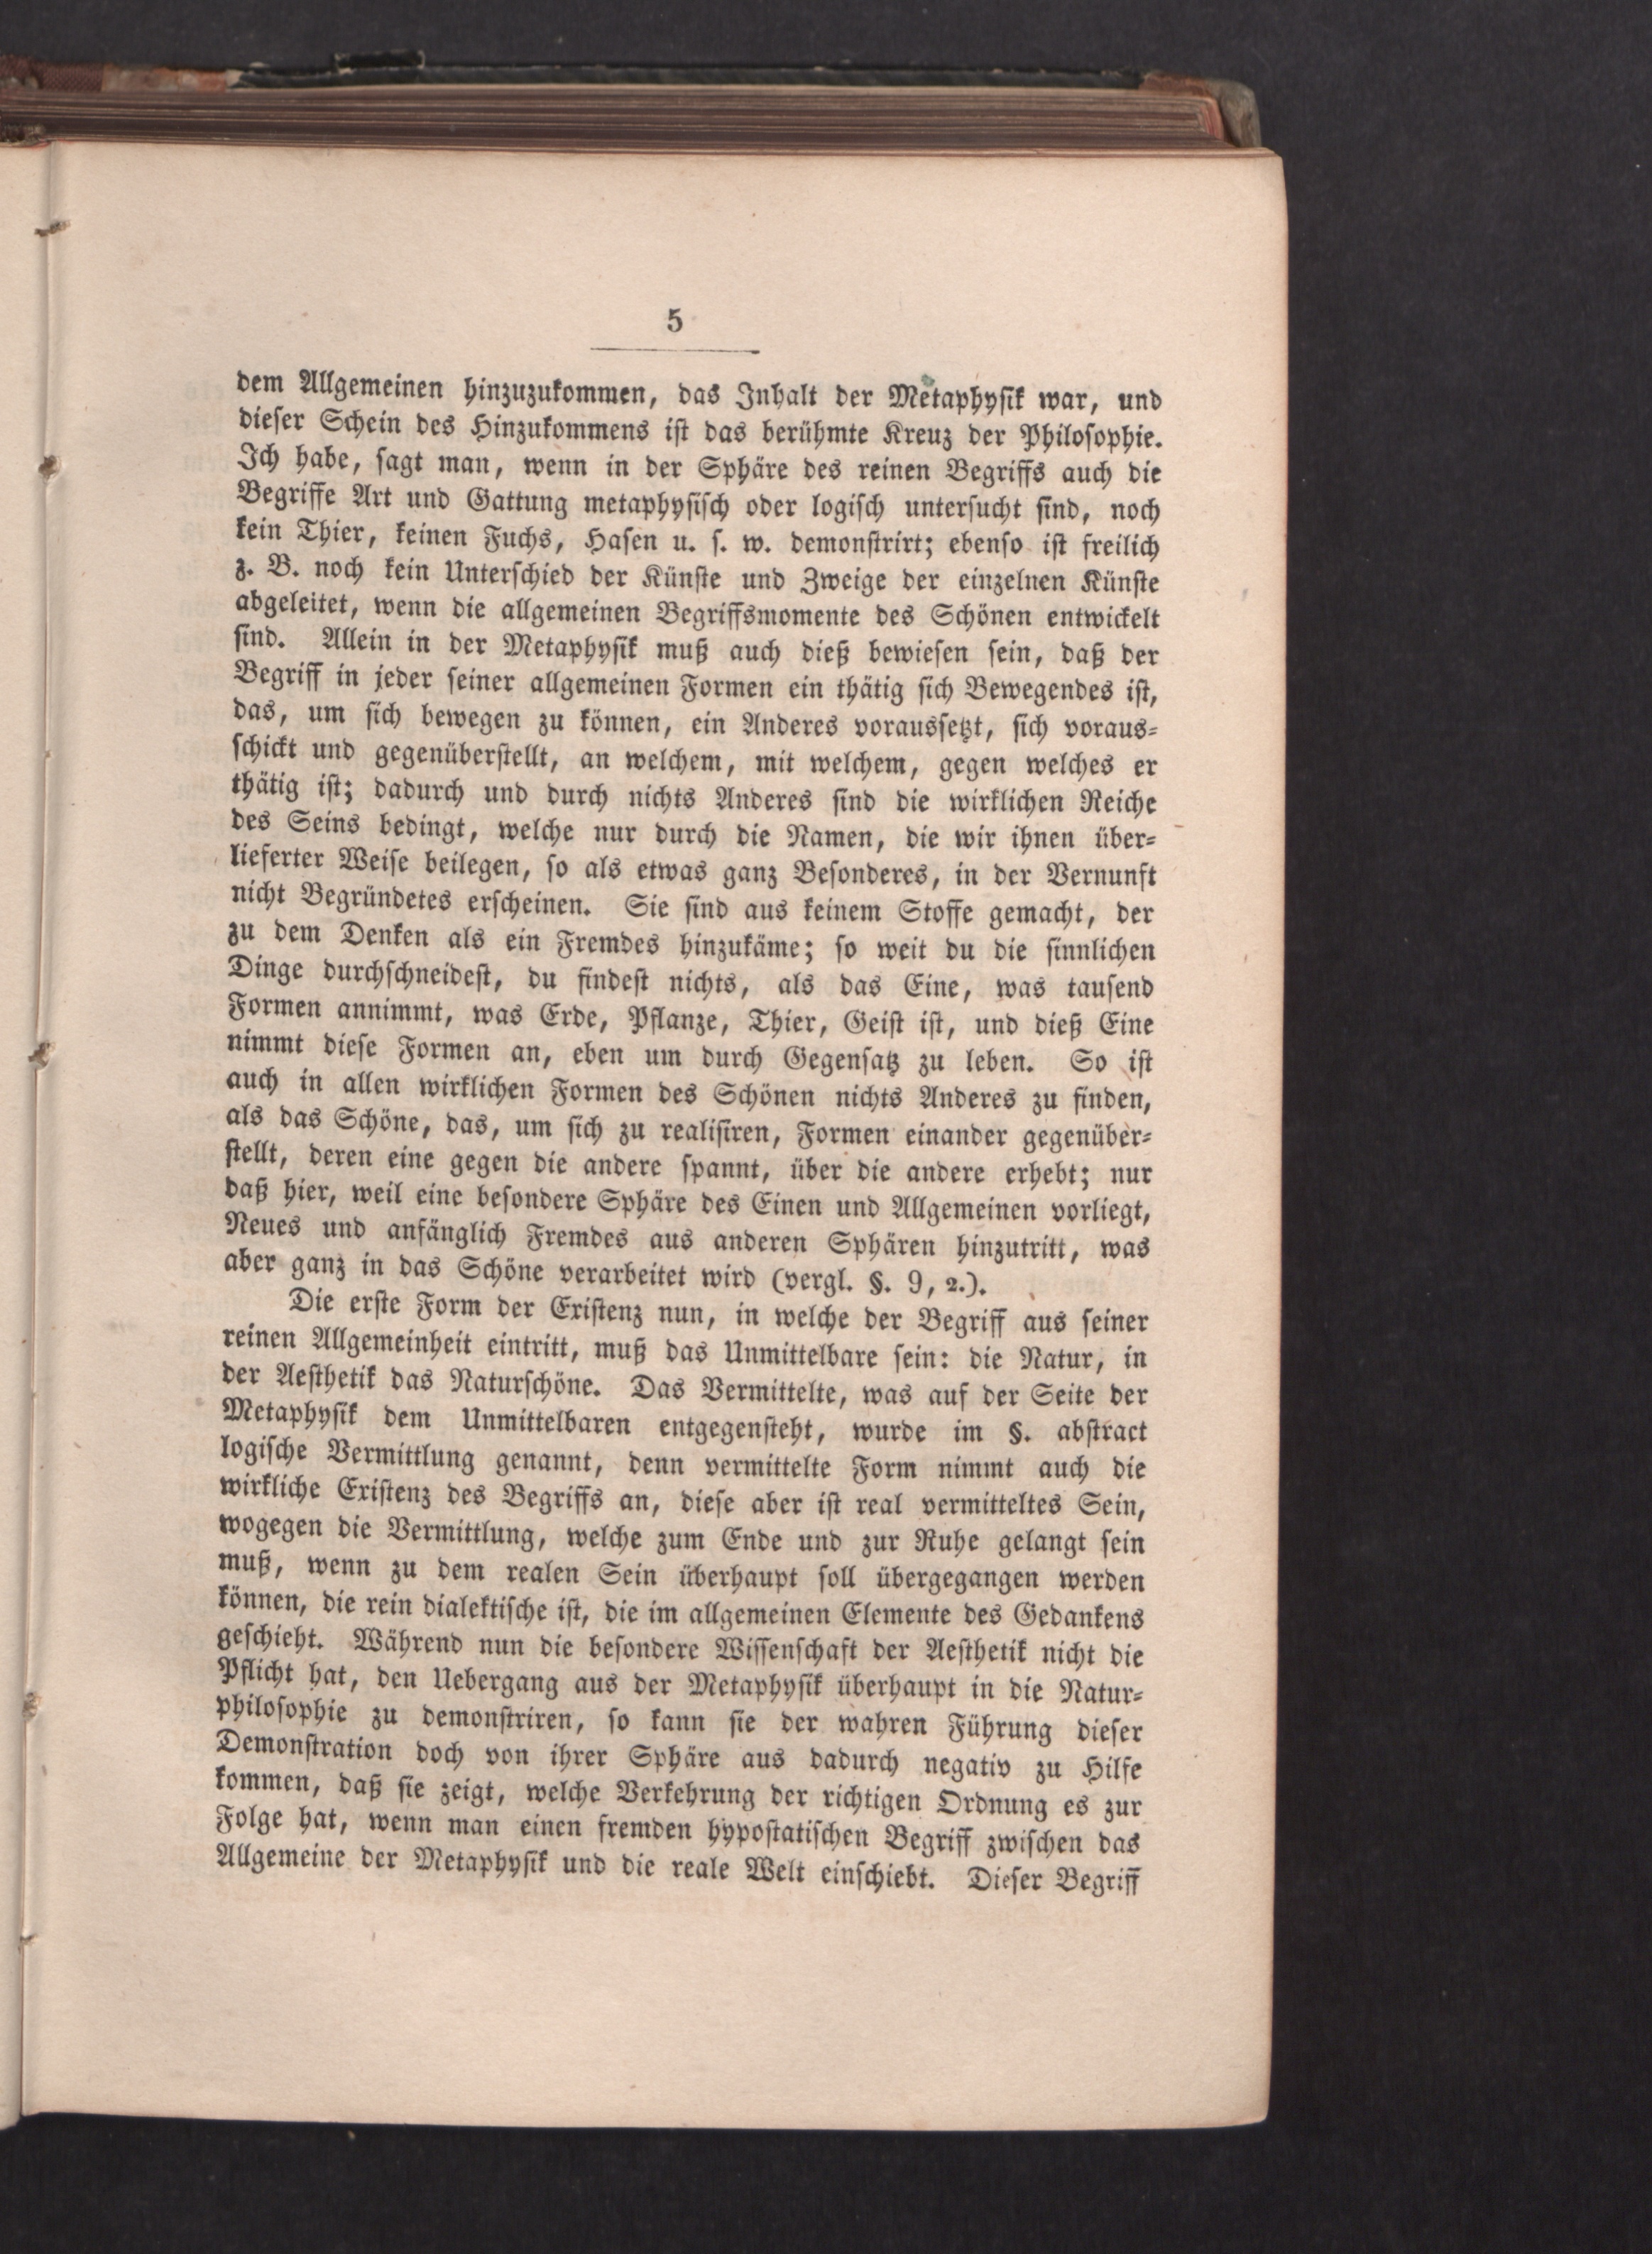 5
dem Allgemeinen hinzuzukommen, das Inhalt der Metaphysik war, und
dieser Schein des Hinzukommens ist das berühmte Kreuz der Philosophie.
Ich habe, sagt man, wenn in der Sphäre des reinen Begriffs auch die
Begriffe Art und Gattung metaphysisch oder logisch untersucht sind, noch
kein Thier, keinen Fuchs, Hasen u. s. w. demonstrirt; ebenso ist freilich
z. B. noch kein Unterschied der Künste und Zweige der einzelnen Künste
abgeleitet, wenn die allgemeinen Begriffsmomente des Schönen entwickelt
sind. Allein in der Metaphysik muß auch dieß bewiesen sein, daß der
Begriff in jeder seiner allgemeinen Formen ein thätig sich Bewegendes ist,
das, um sich bewegen zu können, ein Anderes voraussetzt, sich voraus-
schickt und gegenüberstellt, an welchem, mit welchem, gegen welches er
thätig ist; dadurch und durch nichts Anderes sind die wirklichen Reiche
des Seins bedingt, welche nur durch die Namen, die wir ihnen über-
lieferter Weise beilegen, so als etwas ganz Besonderes, in der Vernunft
nicht Begründetes erscheinen. Sie sind aus keinem Stoffe gemacht, der
zu dem Denken als ein Fremdes hinzukäme; so weit du die sinnlichen
Dinge durchschneidest, du findest nichts, als das Eine, was tausend
Formen annimmt, was Erde, Pflanze, Thier, Geist ist, und dieß Eine
nimmt diese Formen an, eben um durch Gegensatz zu leben. So ist
auch in allen wirklichen Formen des Schönen nichts Anderes zu finden,
als das Schöne, das, um sich zu realisiren, Formen einander gegenüber-
stellt, deren eine gegen die andere spannt, über die andere erhebt; nur
daß hier, weil eine besondere Sphäre des Einen und Allgemeinen vorliegt,
Neues und anfänglich Fremdes aus anderen Sphären hinzutritt, was
aber ganz in das Schöne verarbeitet wird (vergl. §. 9, 2.).
Die erste Form der Existenz nun, in welche der Begriff aus seiner
reinen Allgemeinheit eintritt, muß das Unmittelbare sein: die Natur, in
der Aesthetik das Naturschöne. Das Vermittelte, was auf der Seite der
Metaphysik dem Unmittelbaren entgegensteht, wurde im §. abstract
logische Vermittlung genannt, denn vermittelte Form nimmt auch die
wirkliche Existenz des Begriffs an, diese aber ist real vermitteltes Sein,
wogegen die Vermittlung, welche zum Ende und zur Ruhe gelangt sein
muß, wenn zu dem realen Sein überhaupt soll übergegangen werden
können, die rein dialektische ist, die im allgemeinen Elemente des Gedankens
geschieht. Während nun die besondere Wissenschaft der Aesthetik nicht die
Pflicht hat, den Uebergang aus der Metaphysik überhaupt in die Natur-
philosophie zu demonstriren, so kann sie der wahren Führung dieser
Demonstration doch von ihrer Sphäre aus dadurch negativ zu Hilfe
kommen, daß sie zeigt, welche Verkehrung der richtigen Ordnung es zur
Folge hat, wenn man einen fremden hypostatischen Begriff zwischen das
Allgemeine der Metaphysik und die reale Welt einschiebt. Dieser Begriff